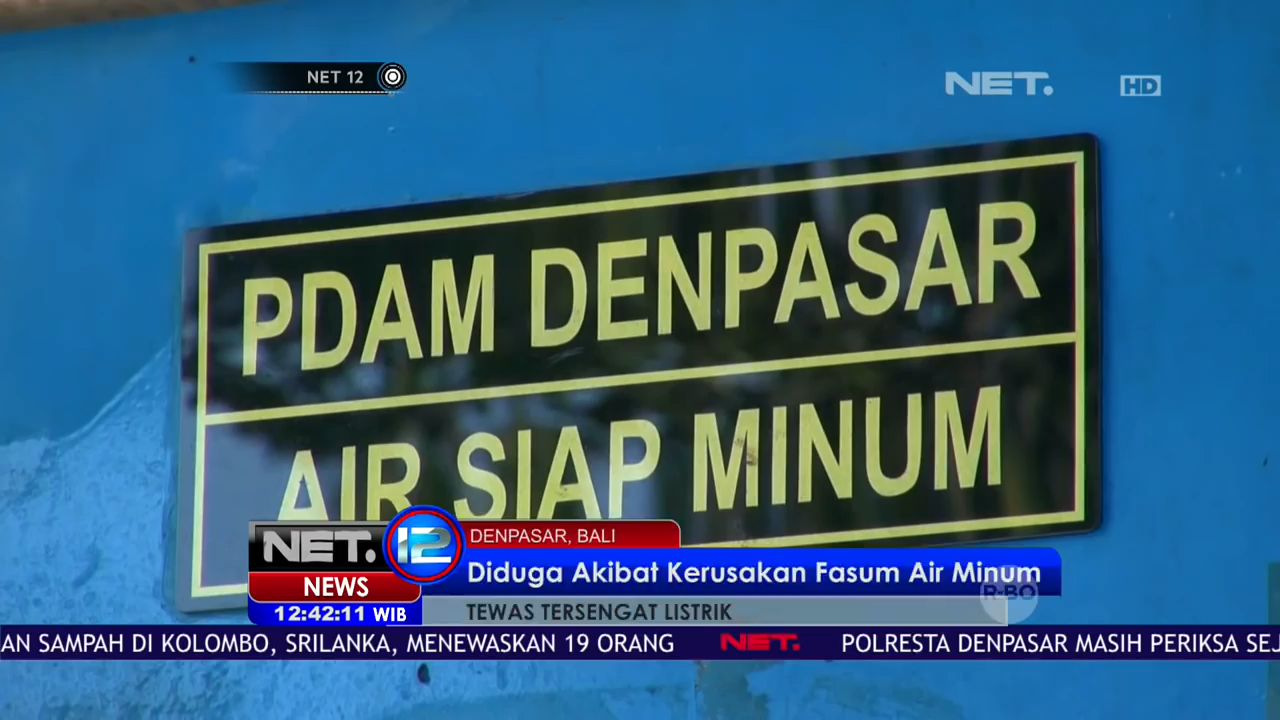 NET 12
NET.
HD
PDAM DENPASAR
AIR SIAP MINUM
NET. 12
NEWS
12:42:11 WIB
DENPASAR, BALI
Diduga Akibat Kerusakan Fasum Air Minum
R-BO
TEWAS TERSENGAT LISTRIK
AN SAMPAH DI KOLOMBO, SRILANKA, MENEWASKAN 19 ORANG NET. POLRESTA DENPASAR MASIH PERIKSA SEJ